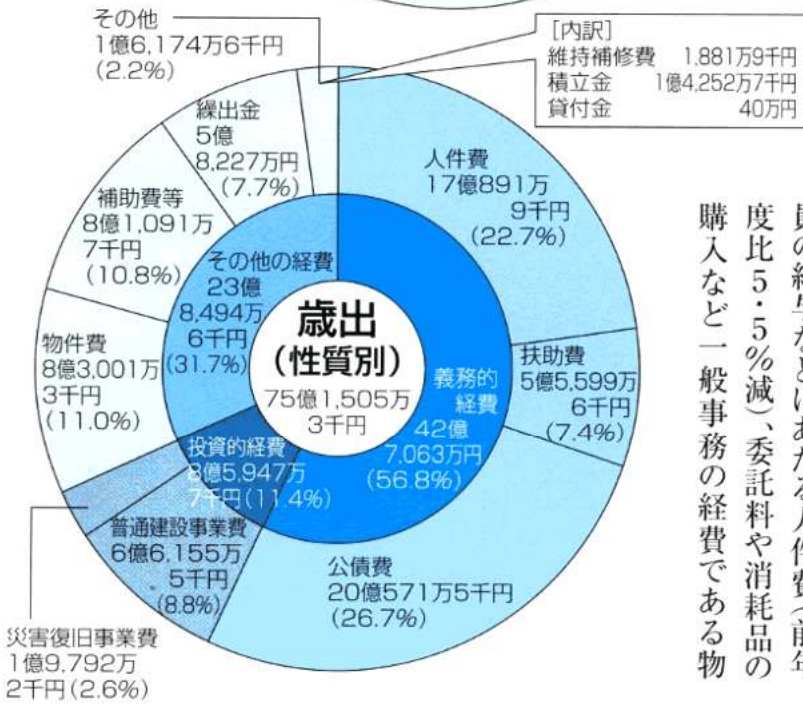 その他
1億6,174万6千円
(2.2%)
[内訳]
維持補修費 1,881万9千円
積立金 1億4,252万7千円
貸付金 40万円
繰出金
5億
8,227万円
(7.7%)
補助費等
8億1,091万
7千円
(10.8%)
物件費
8億3,001万
3千円
(11.0%)
その他の経費
23億
8,494万
6千円
(31.7%)
歳出
(性質別)
75億1,505万
3千円
人件費
17億891万
9千円
(22.7%)
扶助費
5億5,599万
6千円
(7.4%)
義務的
経費
42億
7,063万円
(56.8%)
投資的経費
8億5,947万
7千円(11.4%)
普通建設事業費
6億6,155万
5千円
(8.8%)
公債費
20億571万5千円
(26.7%)
災害復旧事業費
1億9,792万
2千円(2.6%)
度比5・5%減)、委託料や消耗品の
購入など一般事務の経費である物